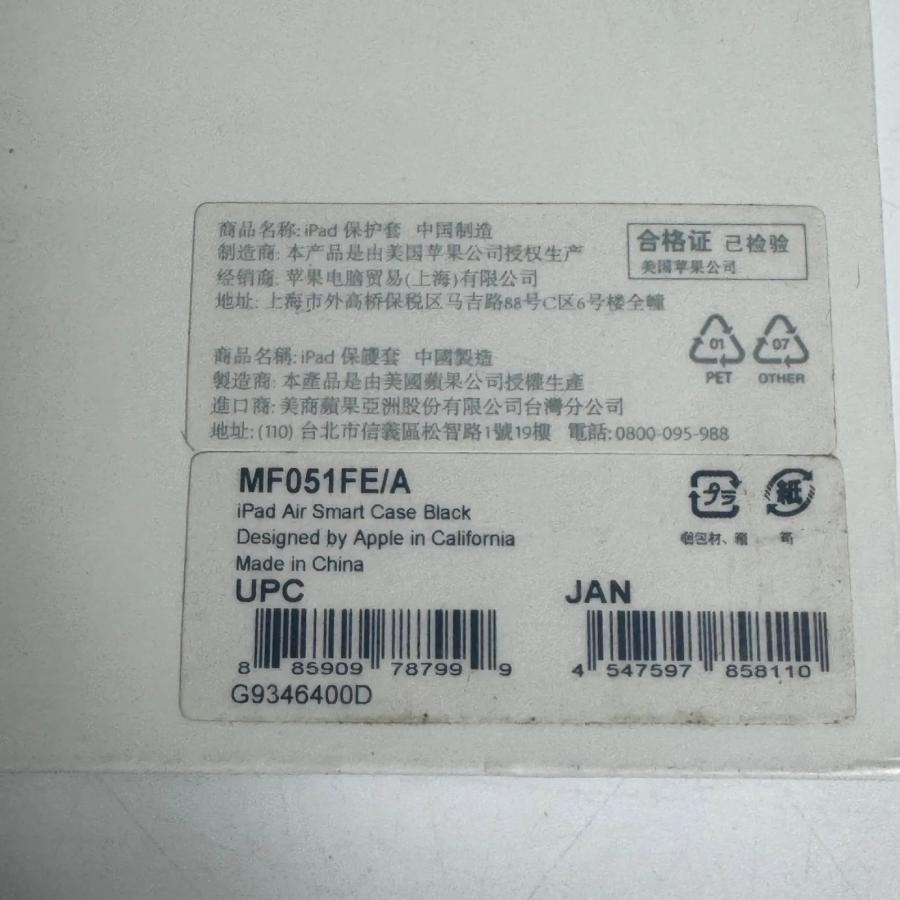 商品名称: iPad 保护套 中国制造
制造商: 本产品是由美国苹果公司授权生产
经销商: 苹果电脑贸易(上海)有限公司
地址: 上海市外高桥保税区马吉路88号C区6号楼全幢
合格证 已检验
美国苹果公司
01
PET
07
OTHER
商品名稱: iPad 保護套 中國製造
製造商: 本產品是由美國蘋果公司授權生產
進口商: 美商蘋果亞洲股份有限公司台灣分公司
地址: (110) 台北市信義區松智路1號19樓 電話: 0800-095-988
MF051FE/A
iPad Air Smart Case Black
Designed by Apple in California
Made in China
プラ
紙
個包材、箱
箱
UPC
8 85909 78799 9
G9346400D
JAN
4 547597 858110